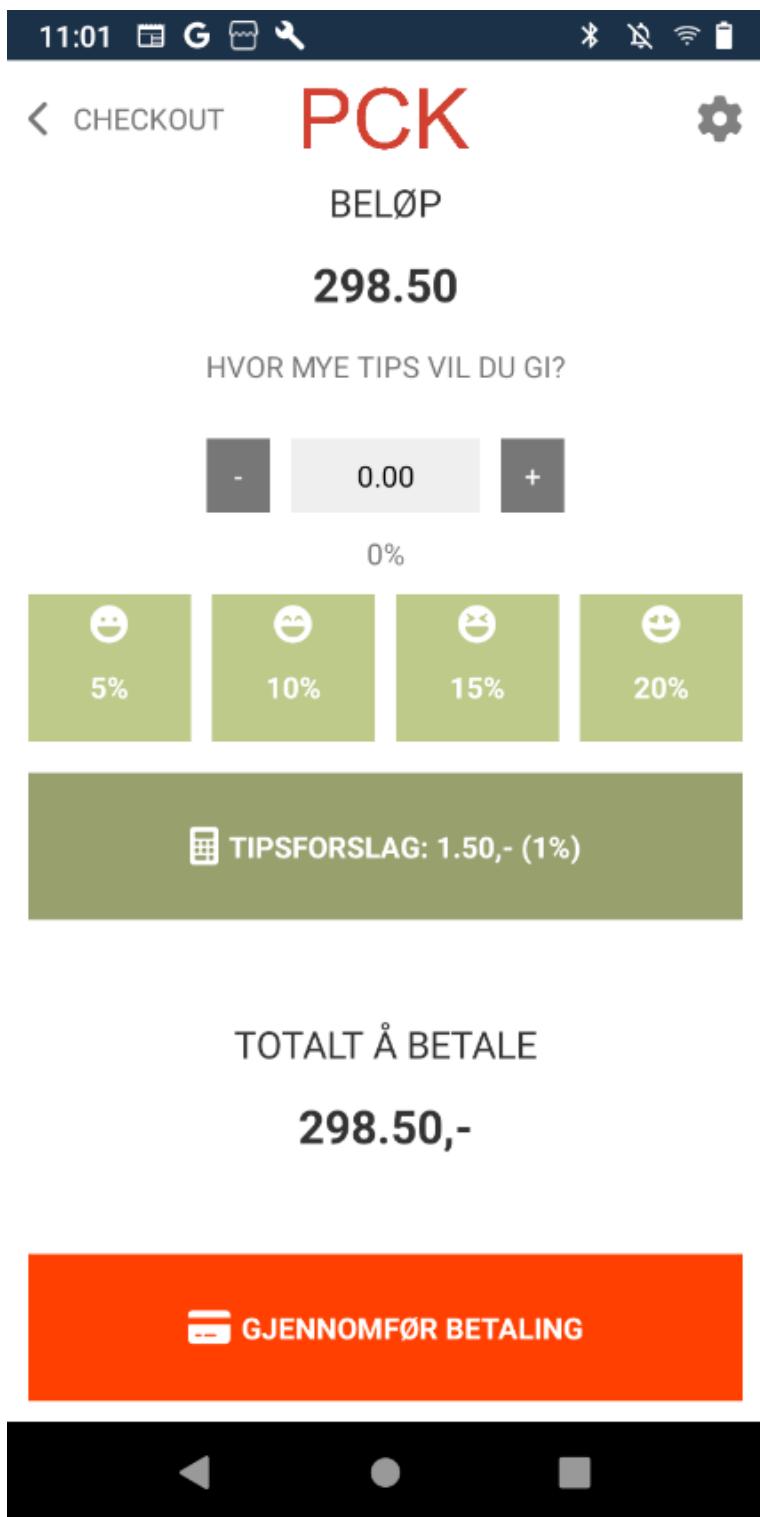 11:01
CHECKOUT PCK
BELØP
298.50
HVOR MYE TIPS VIL DU GI?
- 0.00 +
0%
5% 10% 15% 20%
TIPSFORSLAG: 1.50,- (1%)
TOTALT Å BETALE
298.50,-
GJENNOMFØR BETALING